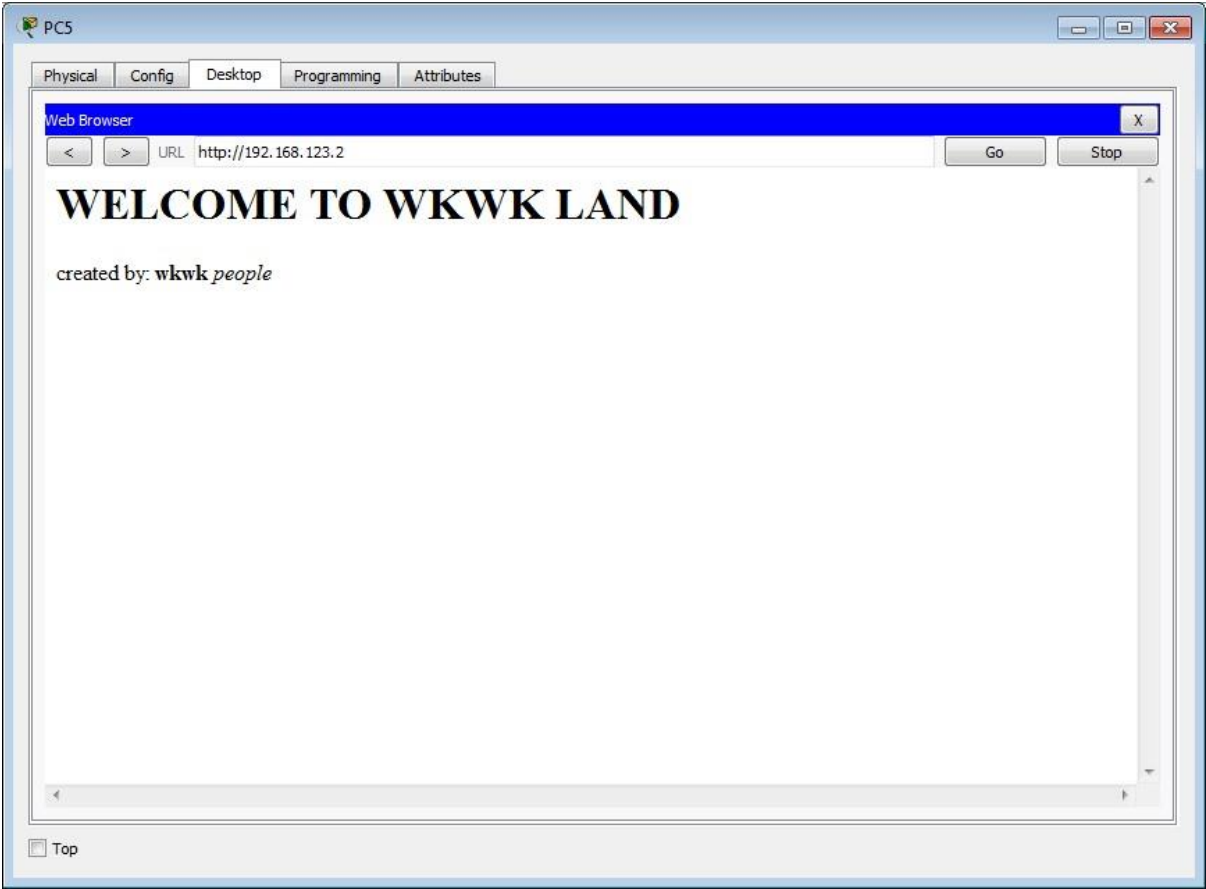 PC5
Physical Config Desktop Programming Attributes
Web Browser X
< > URL http://192.168.123.2 Go Stop
WELCOME TO WKWK LAND
created by: wkwk people
Top